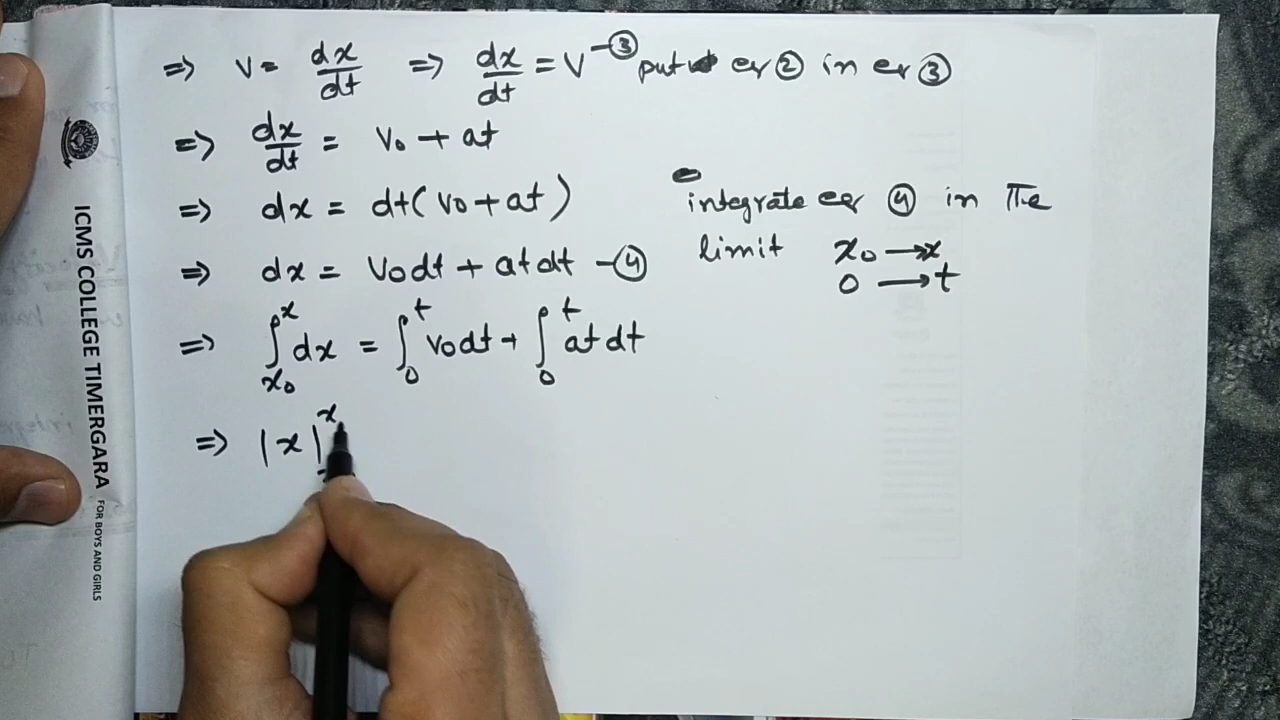 ⇒ v = dx/dt ⇒ dx/dt = v –③ put eq ② in eq ③
⇒ dx/dt = v₀ + at
⇒ dx = dt(v₀ + at)
⇒ dx = v₀dt + atdt –④
integrate eq ④ in the
limit x₀ → x
0 → t
⇒ ∫ₓ₀ˣ dx = ∫₀ᵗ v₀dt + ∫₀ᵗ atdt
⇒ |x|ˣ
ICMS COLLEGE TIMERGARA FOR BOYS AND GIRLS